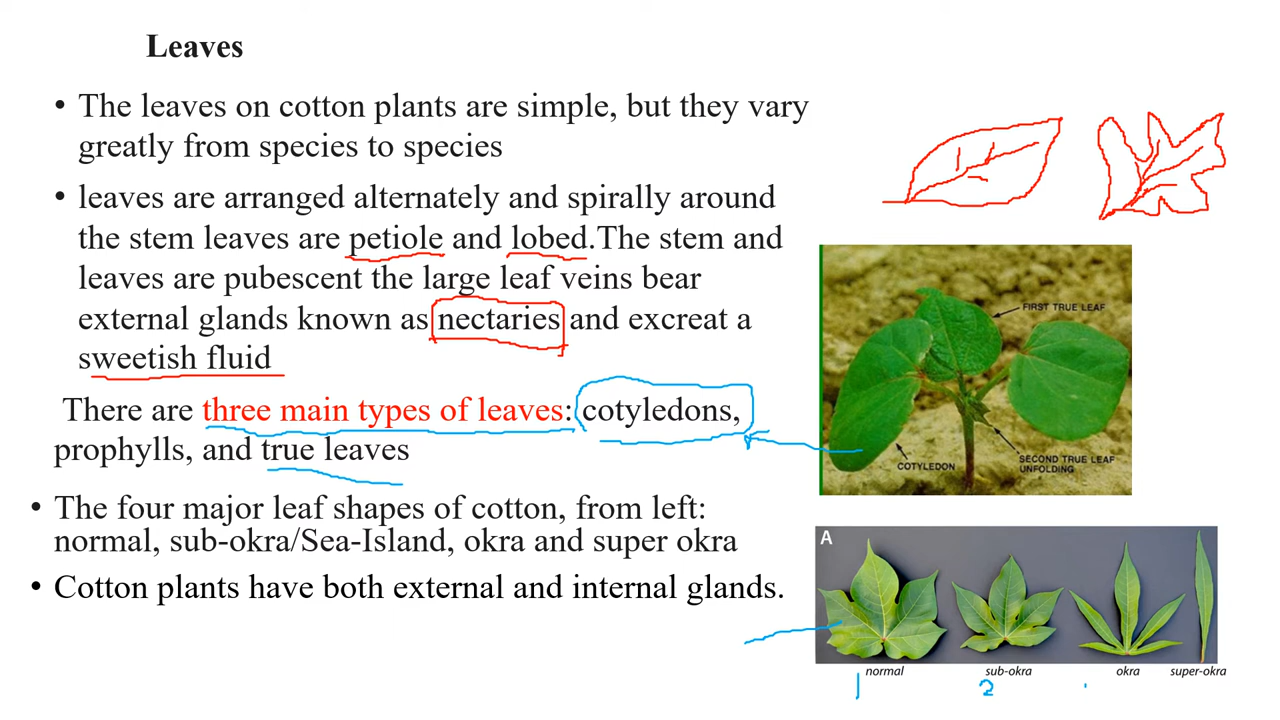 Leaves
• The leaves on cotton plants are simple, but they vary
greatly from species to species
• leaves are arranged alternately and spirally around
the stem leaves are petiole and lobed.The stem and
leaves are pubescent the large leaf veins bear
external glands known as nectaries and excreat a
sweetish fluid
There are three main types of leaves: cotyledons,
prophylls, and true leaves
• The four major leaf shapes of cotton, from left:
normal, sub-okra/Sea-Island, okra and super okra
• Cotton plants have both external and internal glands.
FIRST TRUE LEAF
COTYLEDON
SECOND TRUE LEAF
UNFOLDING
A
normal sub-okra okra super-okra
1 2